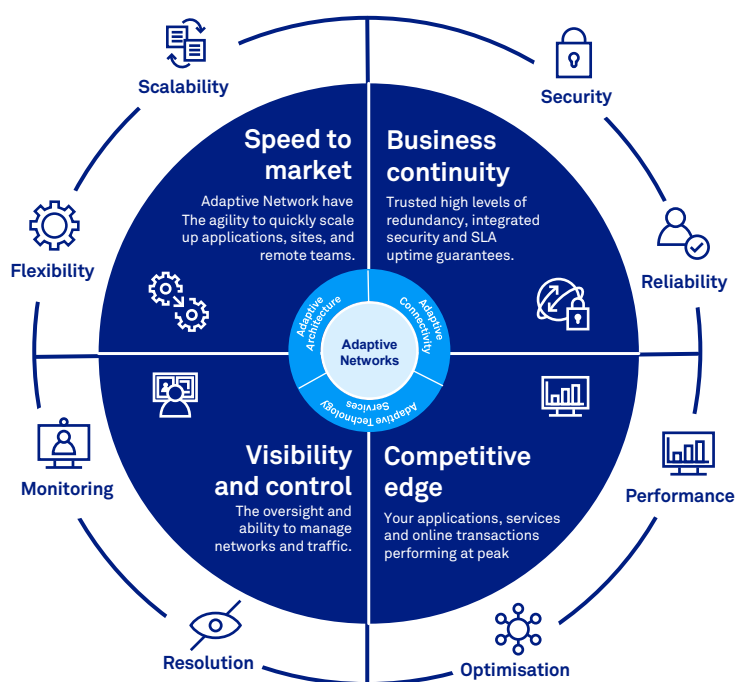 Scalability
Security
Flexibility
Reliability
Speed to
market
Adaptive Network have
The agility to quickly scale
up applications, sites, and
remote teams.
Business
continuity
Trusted high levels of
redundancy, integrated
security and SLA
uptime guarantees.
Adaptive
Architecture
Adaptive
Connectivity
Adaptive
Networks
Adaptive Technology
Services
Visibility
and control
The oversight and
ability to manage
networks and traffic.
Competitive
edge
Your applications, services
and online transactions
performing at peak
Monitoring
Performance
Resolution
Optimisation